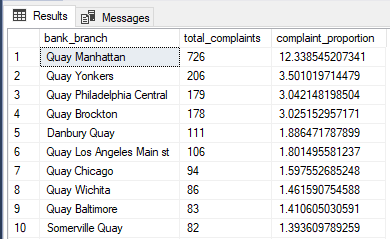 Results Messages
bank_branch total_complaints complaint_proportion
1 Quay Manhattan 726 12.338545207341
2 Quay Yonkers 206 3.501019714479
3 Quay Philadelphia Central 179 3.042148198504
4 Quay Brockton 178 3.025152957171
5 Danbury Quay 111 1.886471787899
6 Quay Los Angeles Main st 106 1.801495581237
7 Quay Chicago 94 1.597552685248
8 Quay Wichita 86 1.461590754588
9 Quay Baltimore 83 1.410605030591
10 Somerville Quay 82 1.393609789259